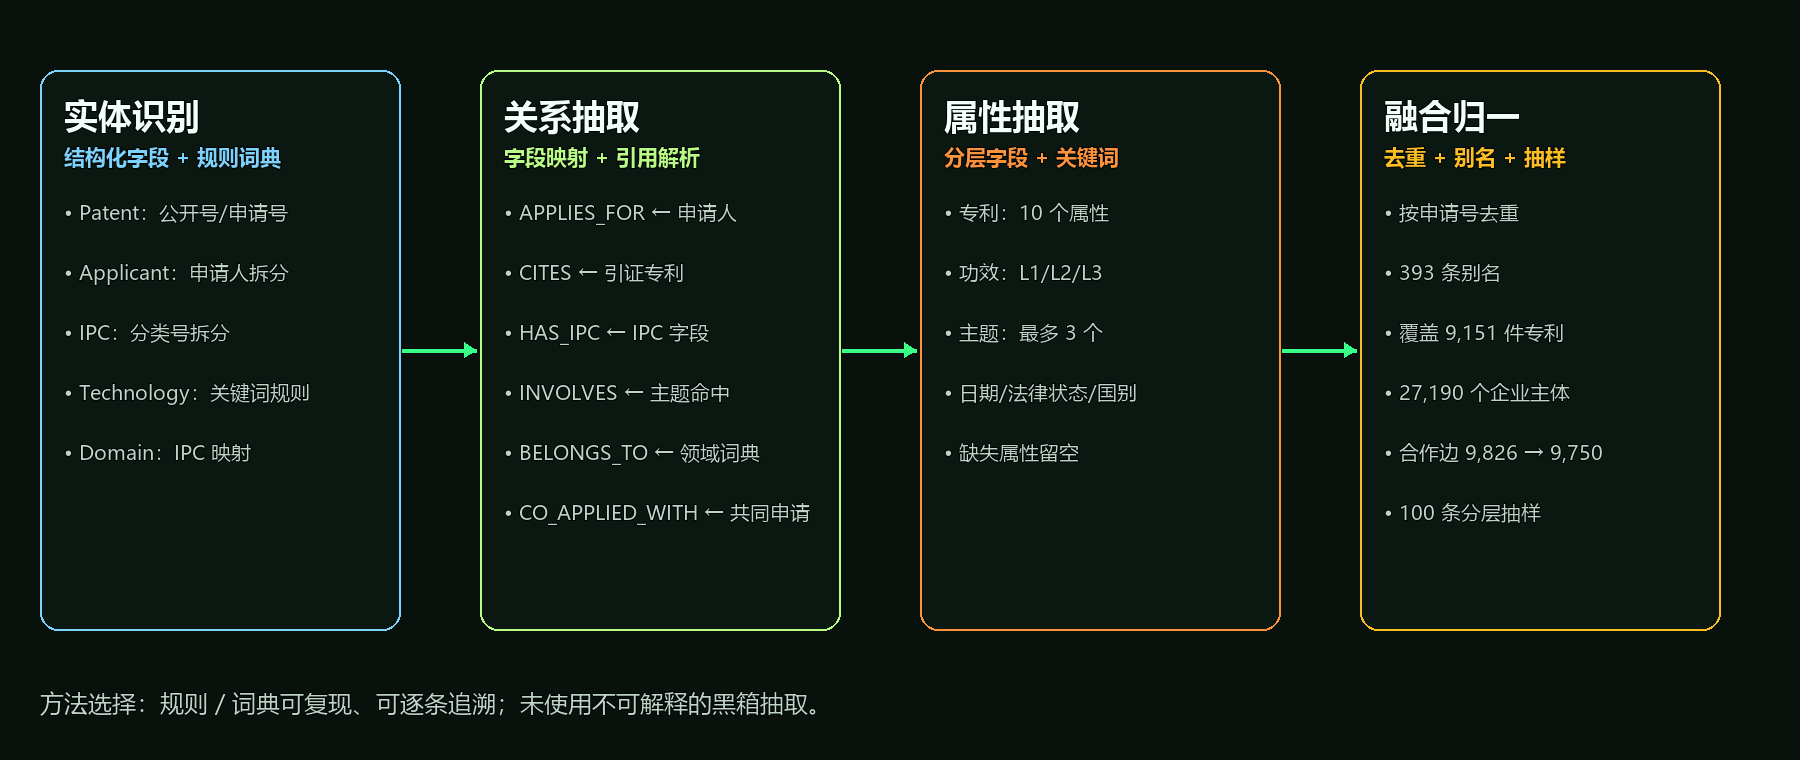 实体识别
结构化字段 + 规则词典
• Patent：公开号/申请号
• Applicant：申请人拆分
• IPC：分类号拆分
• Technology：关键词规则
• Domain：IPC 映射
关系抽取
字段映射 + 引用解析
• APPLIES_FOR ← 申请人
• CITES ← 引证专利
• HAS_IPC ← IPC 字段
• INVOLVES ← 主题命中
• BELONGS_TO ← 领域词典
• CO_APPLIED_WITH ← 共同申请
属性抽取
分层字段 + 关键词
• 专利：10 个属性
• 功效：L1/L2/L3
• 主题：最多 3 个
• 日期/法律状态/国别
• 缺失属性留空
融合归一
去重 + 别名 + 抽样
• 按申请号去重
• 393 条别名
• 覆盖 9,151 件专利
• 27,190 个企业主体
• 合作边 9,826 → 9,750
• 100 条分层抽样
方法选择：规则 / 词典可复现、可逐条追溯；未使用不可解释的黑箱抽取。